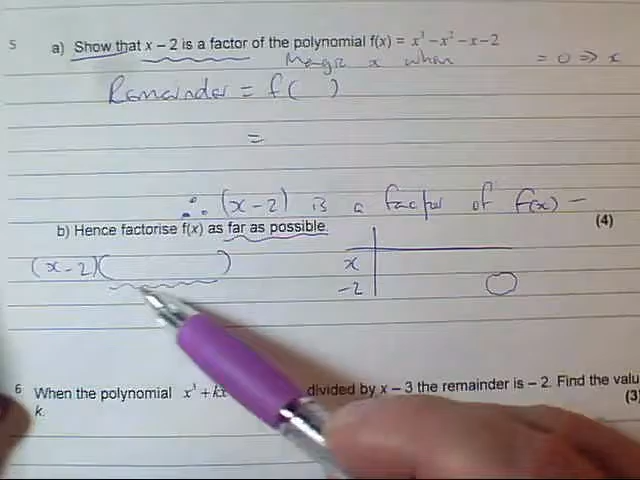 5 a) Show that x – 2 is a factor of the polynomial f(x) = x³ – x² – x – 2
x when = 0 ⇒ x
Remainder = f( )
=
∴ (x – 2) is a factor of f(x) –
(4)
b) Hence factorise f(x) as far as possible.
(x – 2)( )
x
–2
6 When the polynomial x³ + kx divided by x – 3 the remainder is – 2. Find the valu
k.
(3)